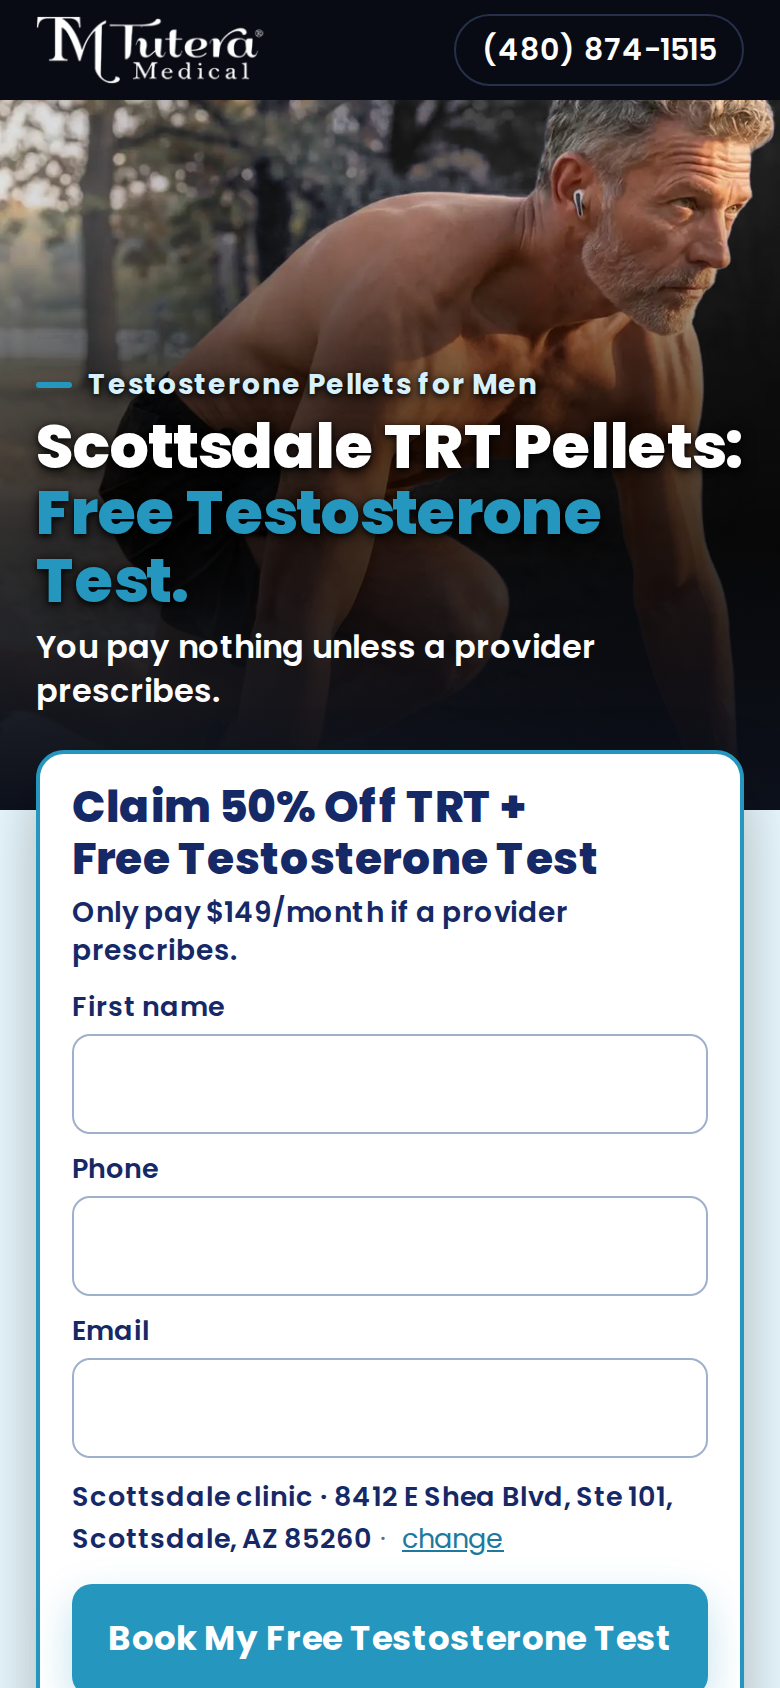 TM Tutera®
Medical
(480) 874-1515
Testosterone Pellets for Men
Scottsdale TRT Pellets:
Free Testosterone
Test.
You pay nothing unless a provider
prescribes.
Claim 50% Off TRT +
Free Testosterone Test
Only pay $149/month if a provider
prescribes.
First name
Phone
Email
Scottsdale clinic · 8412 E Shea Blvd, Ste 101,
Scottsdale, AZ 85260 · change
Book My Free Testosterone Test